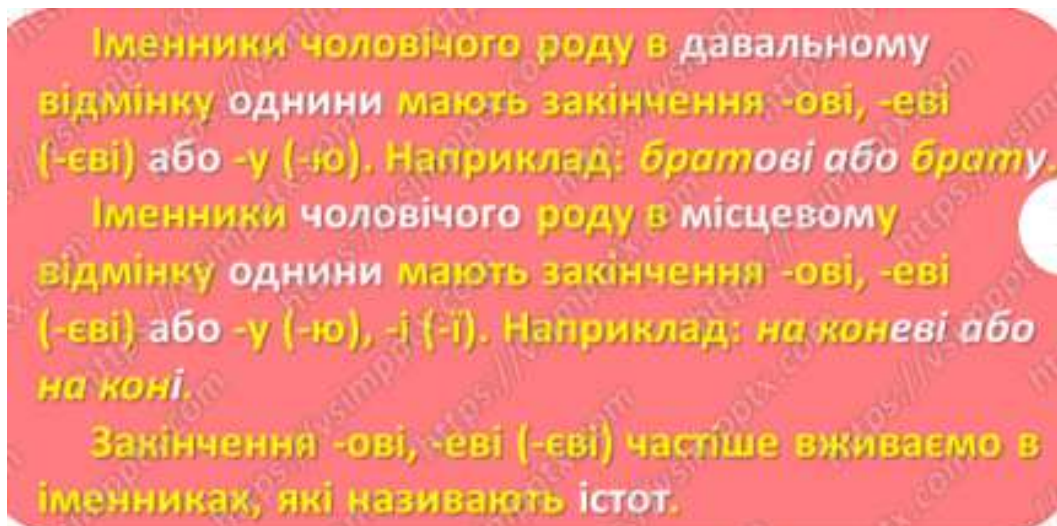 Іменники чоловічого роду в давальному
відмінку однини мають закінчення -ові, -еві
(-єві) або -у (-ю). Наприклад: братові або брату.
Іменники чоловічого роду в місцевому
відмінку однини мають закінчення -ові, -еві
(-єві) або -у (-ю), -і (-ї). Наприклад: на коневі або
на коні.
Закінчення -ові, -еві (-єві) частіше вживаємо в
іменниках, які називають істот.